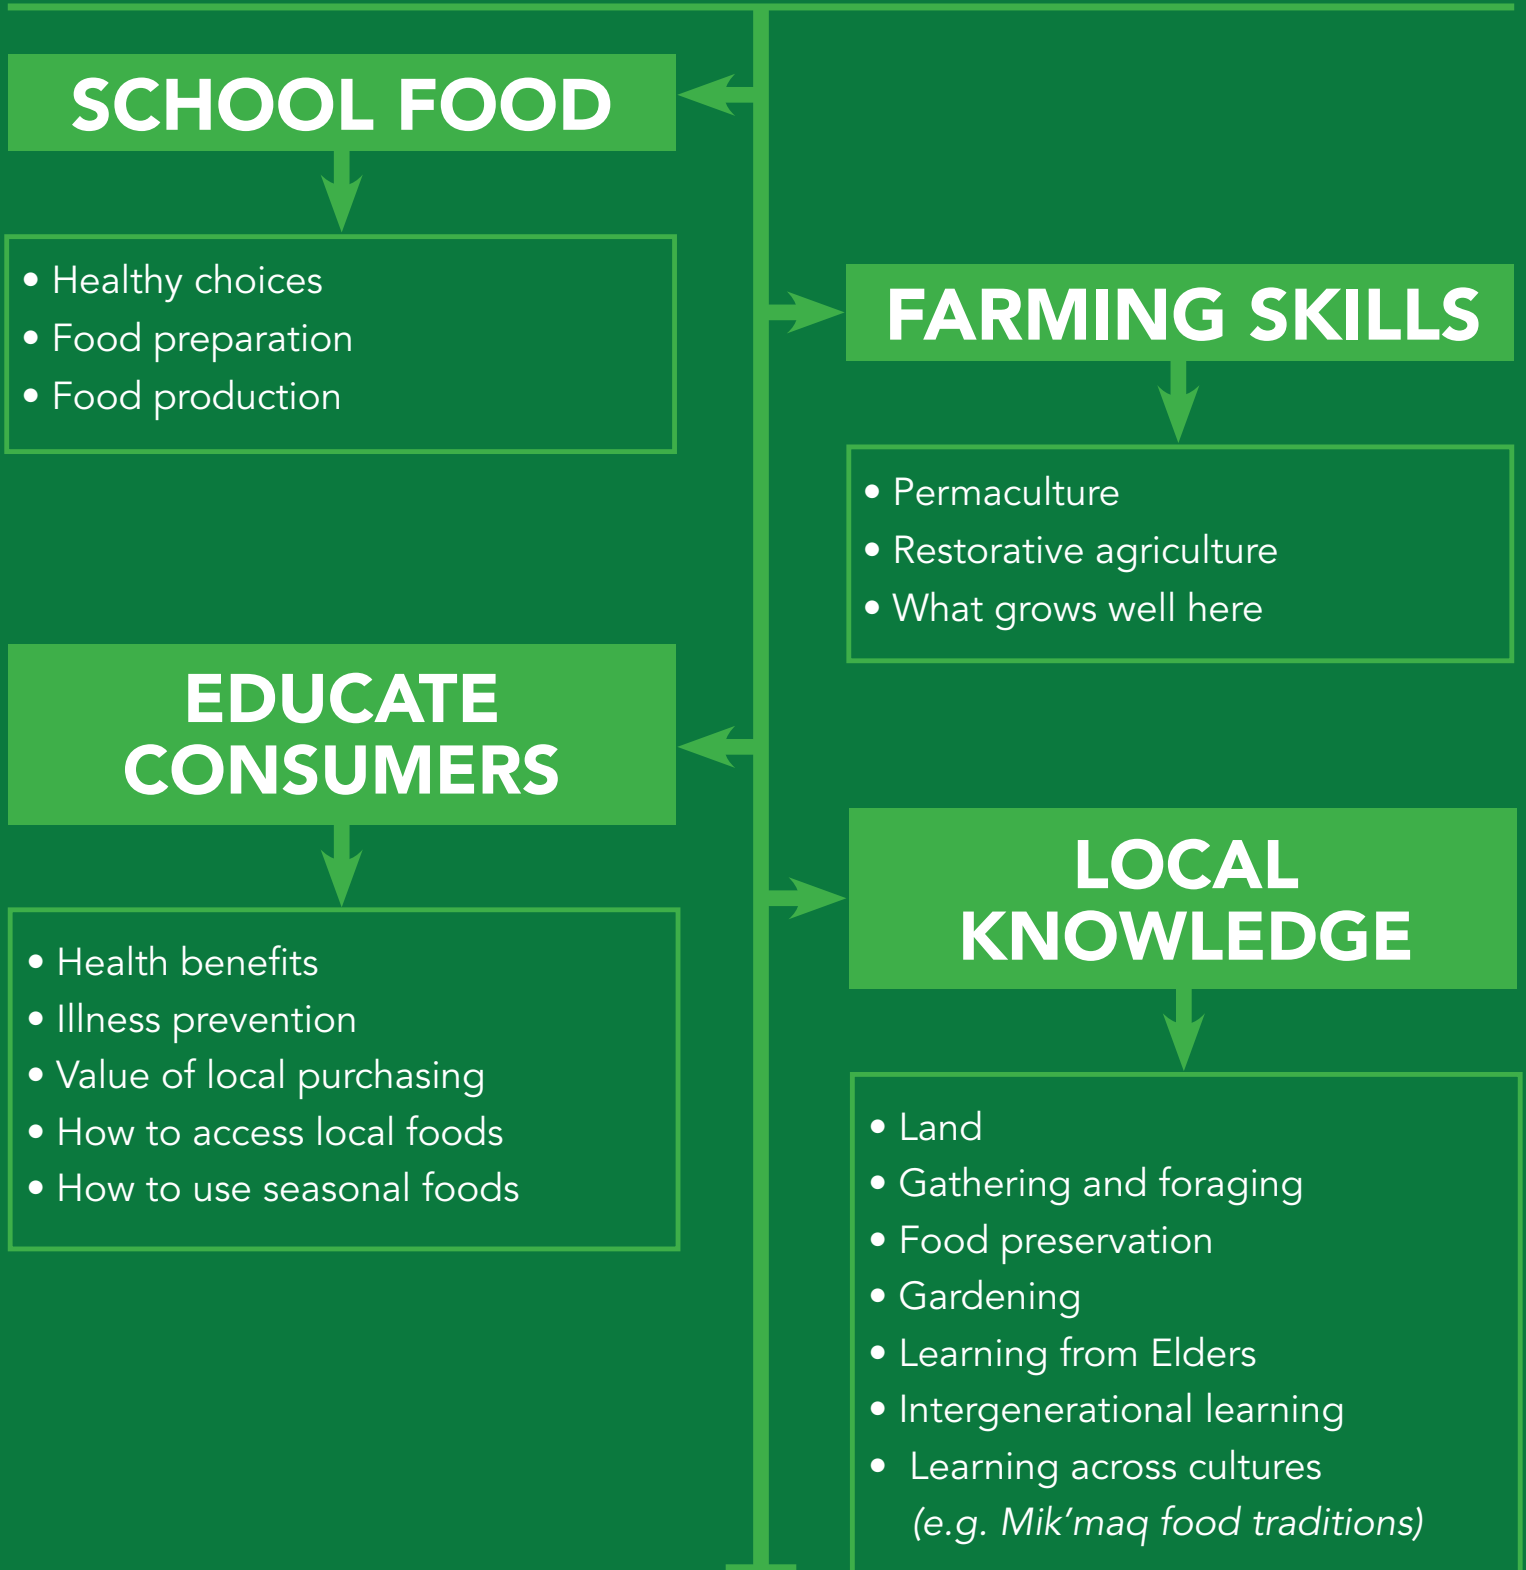 SCHOOL FOOD
• Healthy choices
• Food preparation
• Food production
FARMING SKILLS
• Permaculture
• Restorative agriculture
• What grows well here
EDUCATE
CONSUMERS
• Health benefits
• Illness prevention
• Value of local purchasing
• How to access local foods
• How to use seasonal foods
LOCAL
KNOWLEDGE
• Land
• Gathering and foraging
• Food preservation
• Gardening
• Learning from Elders
• Intergenerational learning
• Learning across cultures
(e.g. Mik’maq food traditions)